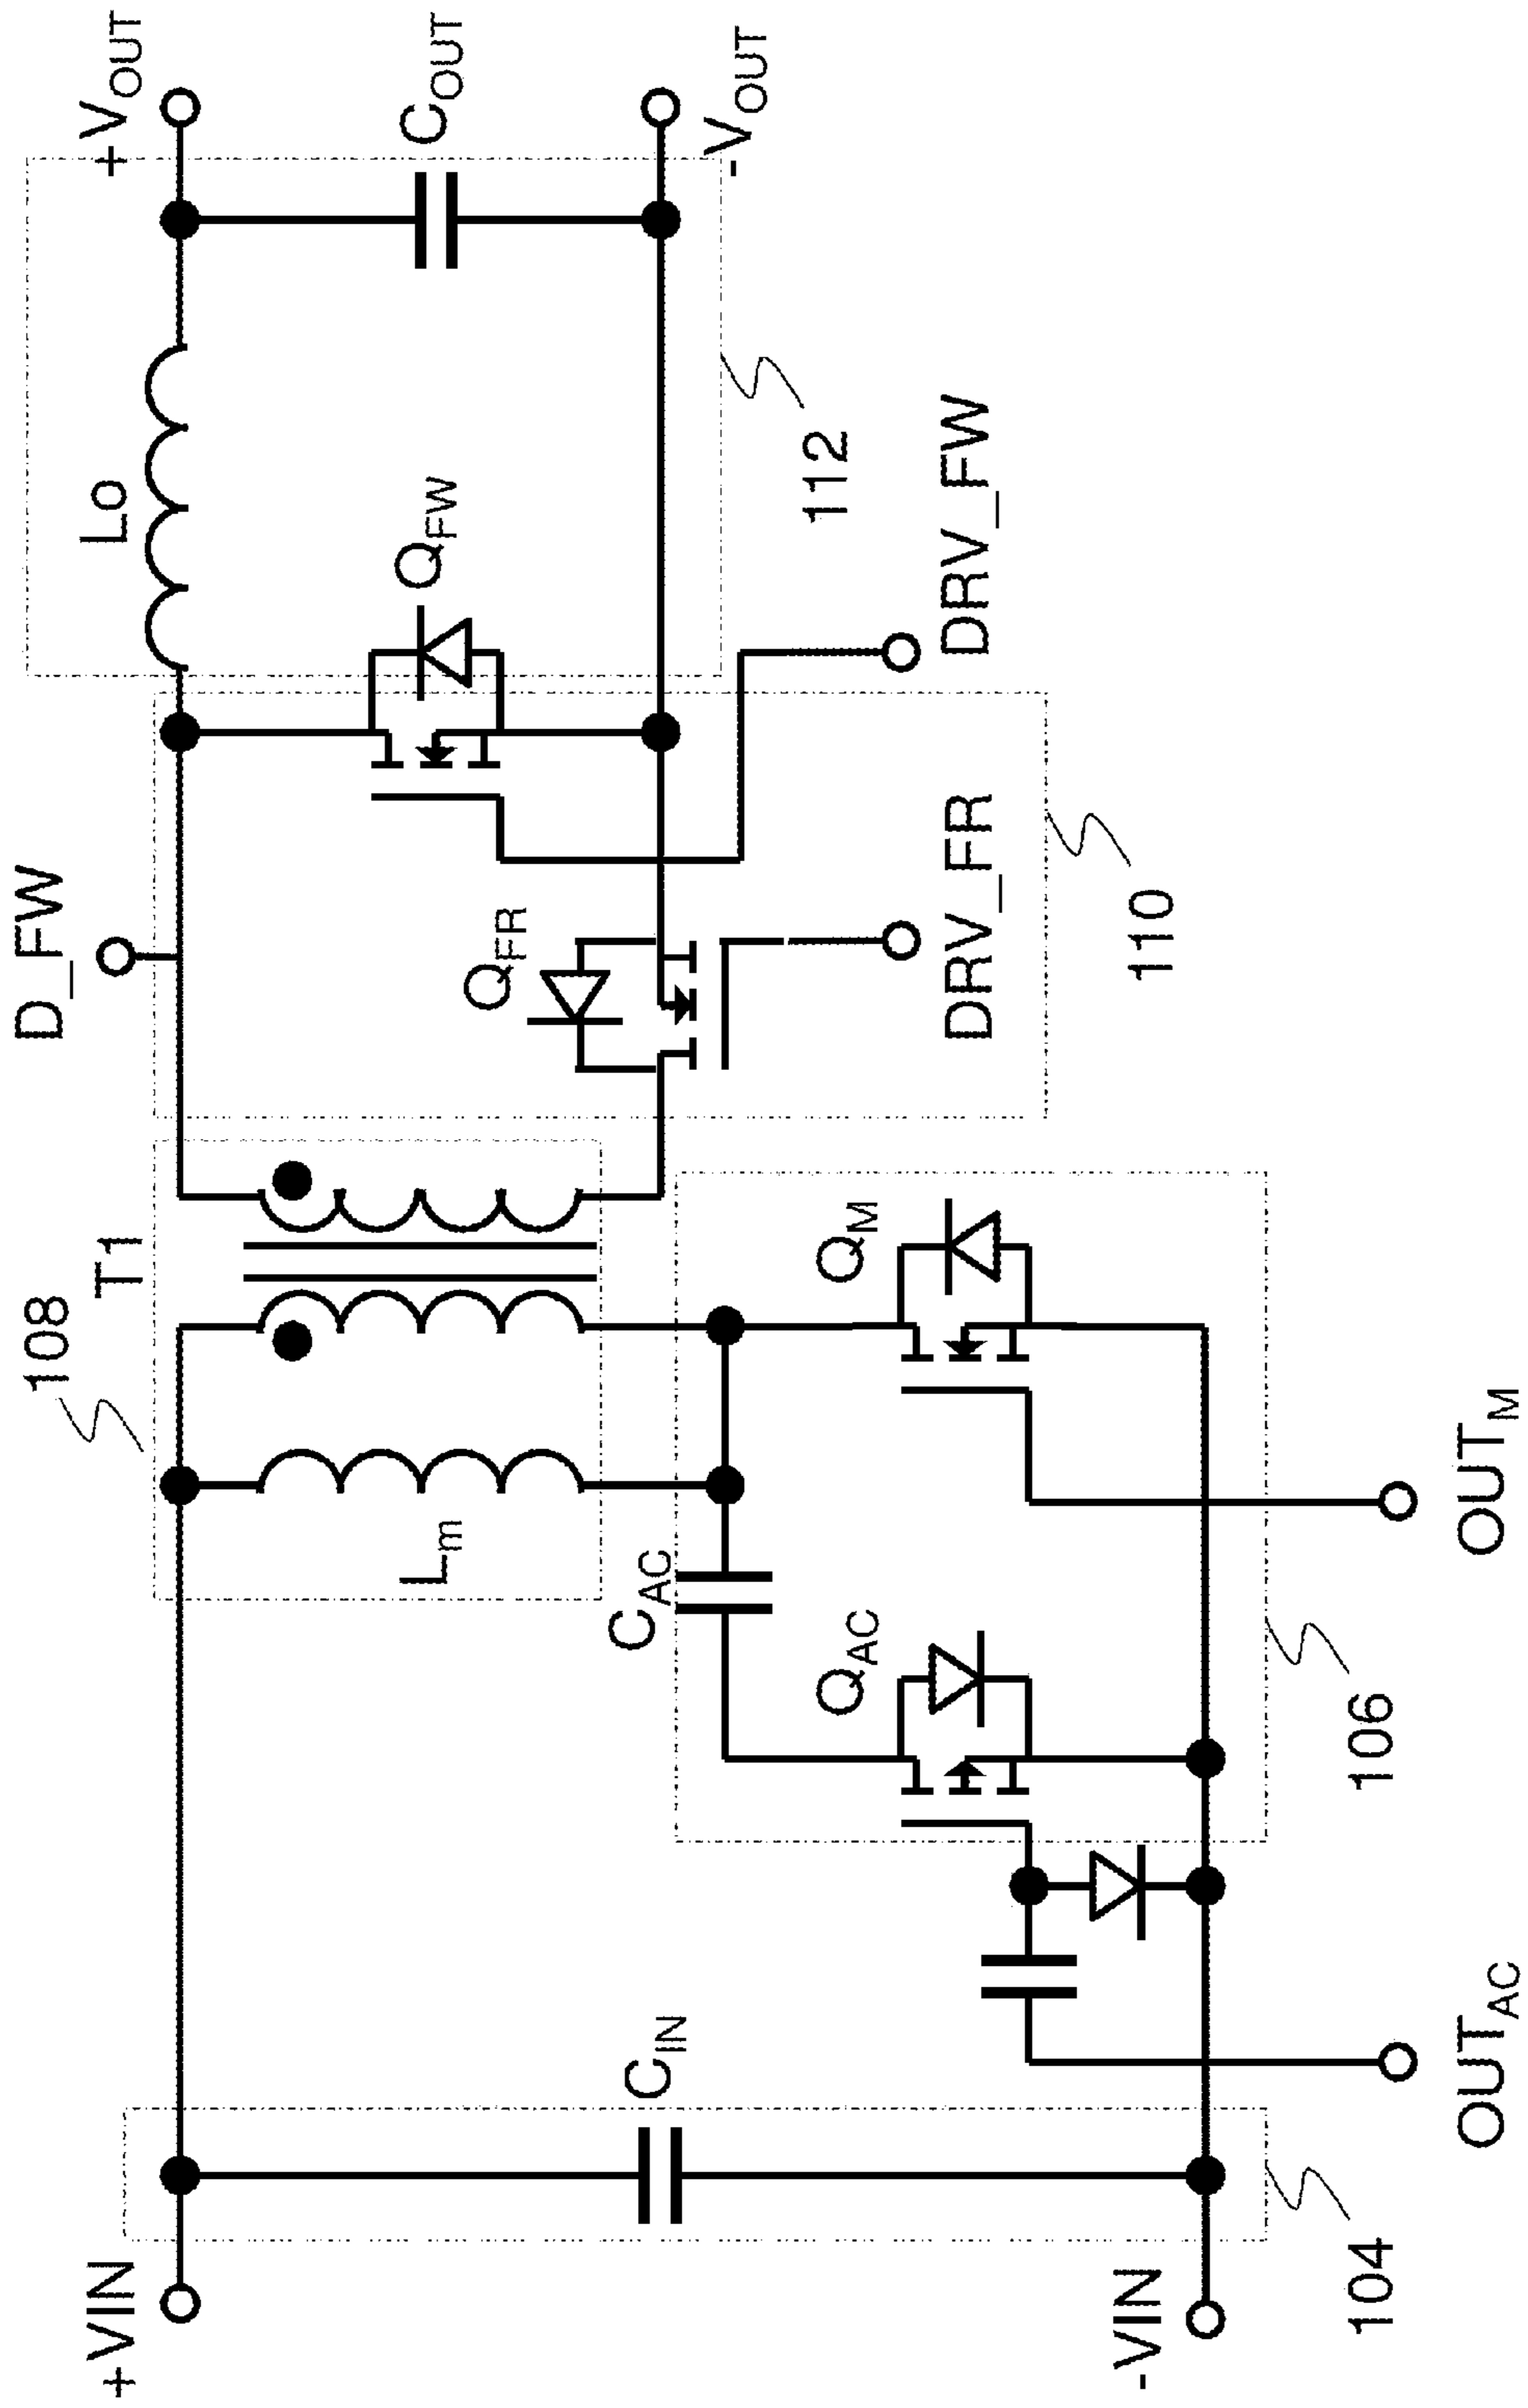 D_FW
108
T1
Lo
+VOUT
Lm
QFR
QFW
COUT
-VOUT
CIN
CAC
QAC
QM
112
DRV_FR
DRV_FW
110
+VIN
-VIN
104
106
OUTAC
OUTM